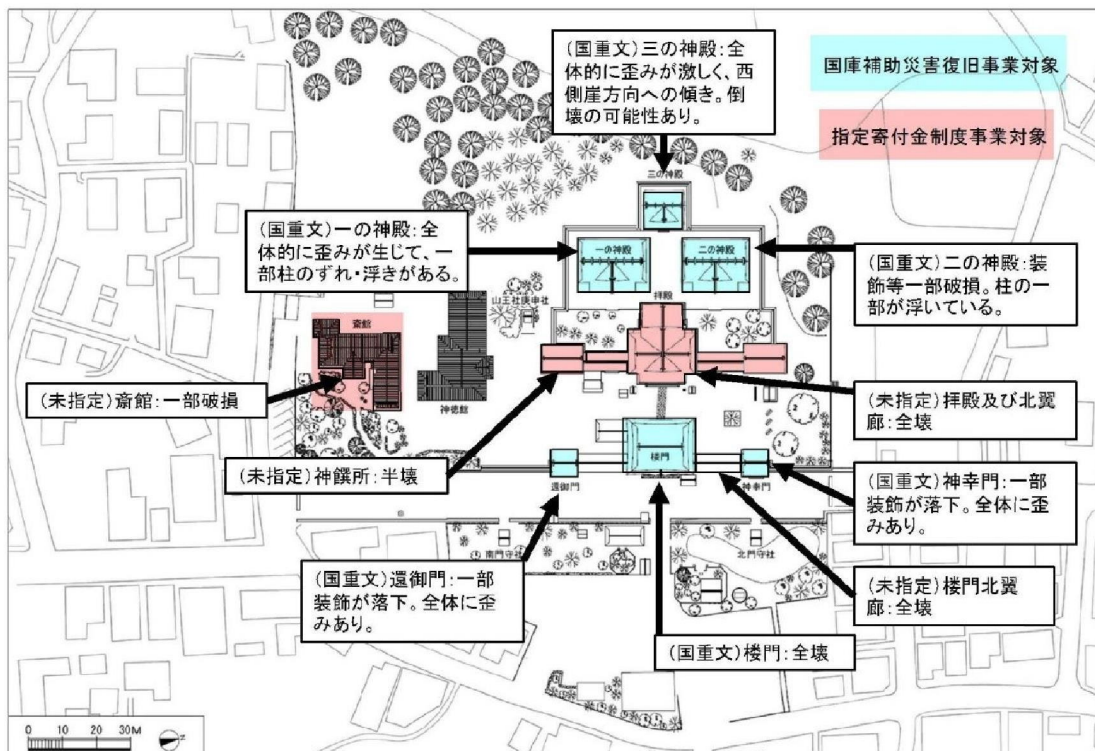 (国重文)三の神殿:全
体的に歪みが激しく、西
側崖方向への傾き。倒
壊の可能性あり。
国庫補助災害復旧事業対象
指定寄付金制度事業対象
三の神殿
(国重文)一の神殿:全
体的に歪みが生じて、一
部柱のずれ・浮きがある。
一の神殿
二の神殿
(国重文)二の神殿:装
飾等一部破損。柱の一
部が浮いている。
山王社庚申社
拝殿
斎館
神徳館
(未指定)斎館:一部破損
(未指定)拝殿及び北翼
廊:全壊
(未指定)神饌所:半壊
楼門
還御門
神幸門
(国重文)神幸門:一部
装飾が落下。全体に歪
みあり。
南門守社
北門守社
(国重文)還御門:一部
装飾が落下。全体に歪
みあり。
(未指定)楼門北翼
廊:全壊
(国重文)楼門:全壊
0 10 20 30M